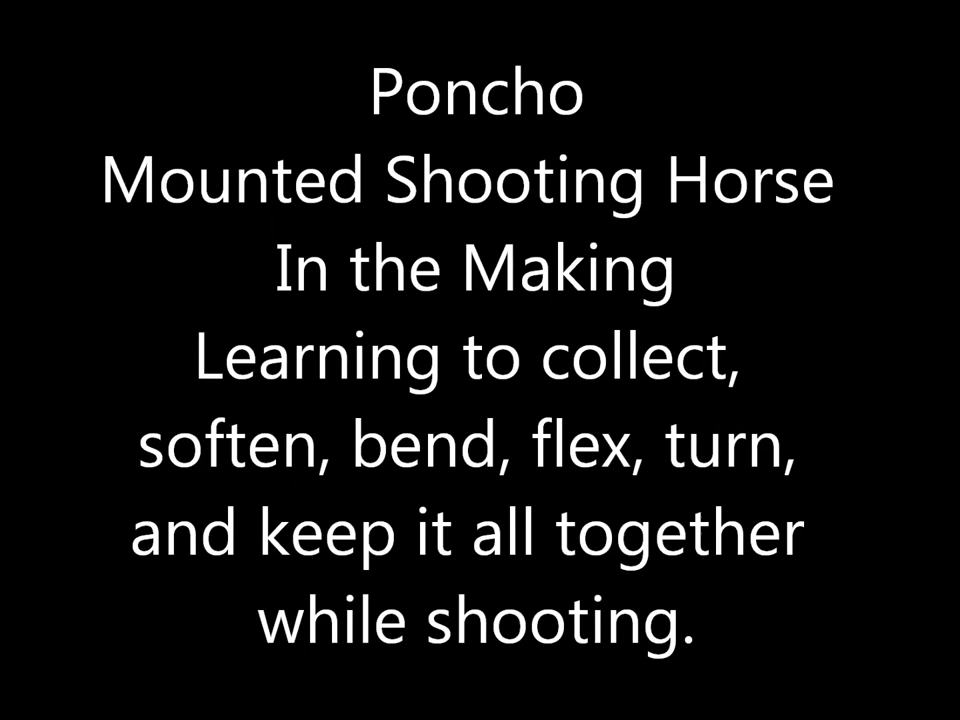 Poncho
Mounted Shooting Horse
In the Making
Learning to collect,
soften, bend, flex, turn,
and keep it all together
while shooting.